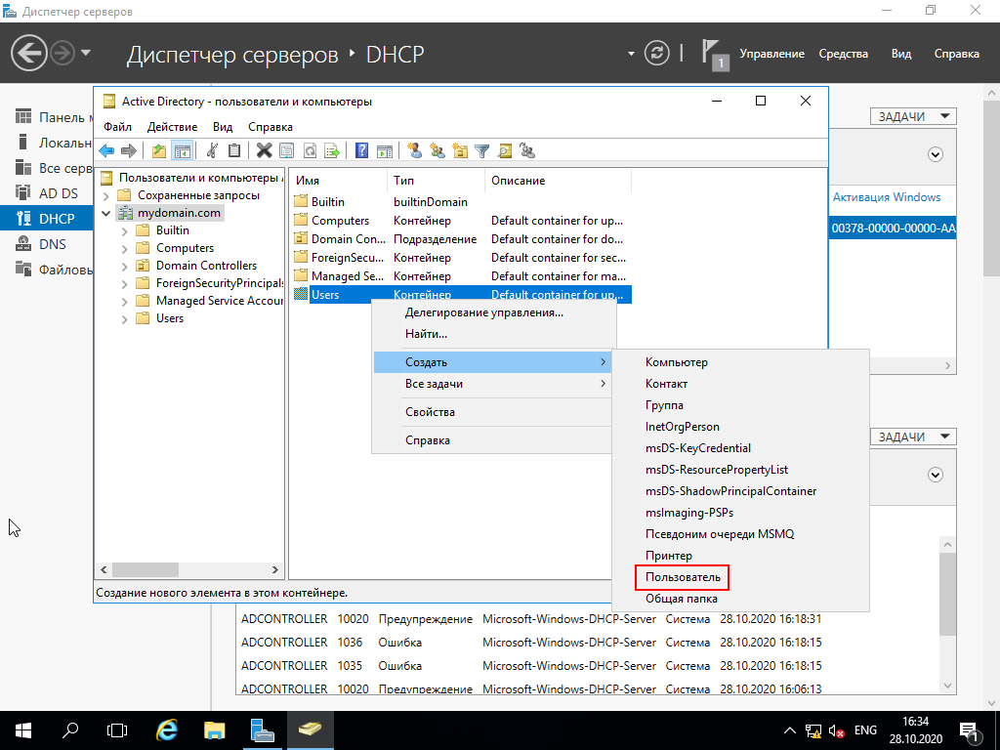 Диспетчер серверов
Диспетчер серверов
DHCP
1
Управление
Средства
Вид
Справка
Панель
Локальн
Все серв
AD DS
DHCP
DNS
Файловы
ЗАДАЧИ
Активация Windows
00378-00000-00000-AA
ЗАДАЧИ
Active Directory - пользователи и компьютеры
Файл
Действие
Вид
Справка
Пользователи и компьютеры
Сохраненные запросы
mydomain.com
Builtin
Computers
Domain Controllers
ForeignSecurityPrincipals
Managed Service Accour
Users
Имя Тип Описание
Builtin builtinDomain
Computers Контейнер Default container for up...
Domain Con... Подразделение Default container for do...
ForeignSecu... Контейнер Default container for sec...
Managed Se... Контейнер Default container for ma...
Users Контейнер Default container for up...
Делегирование управления...
Найти...
Создать
Все задачи
Свойства
Справка
Компьютер
Контакт
Группа
InetOrgPerson
msDS-KeyCredential
msDS-ResourcePropertyList
msDS-ShadowPrincipalContainer
msImaging-PSPs
Псевдоним очереди MSMQ
Принтер
Пользователь
Общая папка
Создание нового элемента в этом контейнере.
ADCONTROLLER 10020 Предупреждение Microsoft-Windows-DHCP-Server Система 28.10.2020 16:18:31
ADCONTROLLER 1036 Ошибка Microsoft-Windows-DHCP-Server Система 28.10.2020 16:18:15
ADCONTROLLER 1035 Ошибка Microsoft-Windows-DHCP-Server Система 28.10.2020 16:18:15
ADCONTROLLER 10020 Предупреждение Microsoft-Windows-DHCP-Server Система 28.10.2020 16:06:13
ENG
16:34
28.10.2020
1